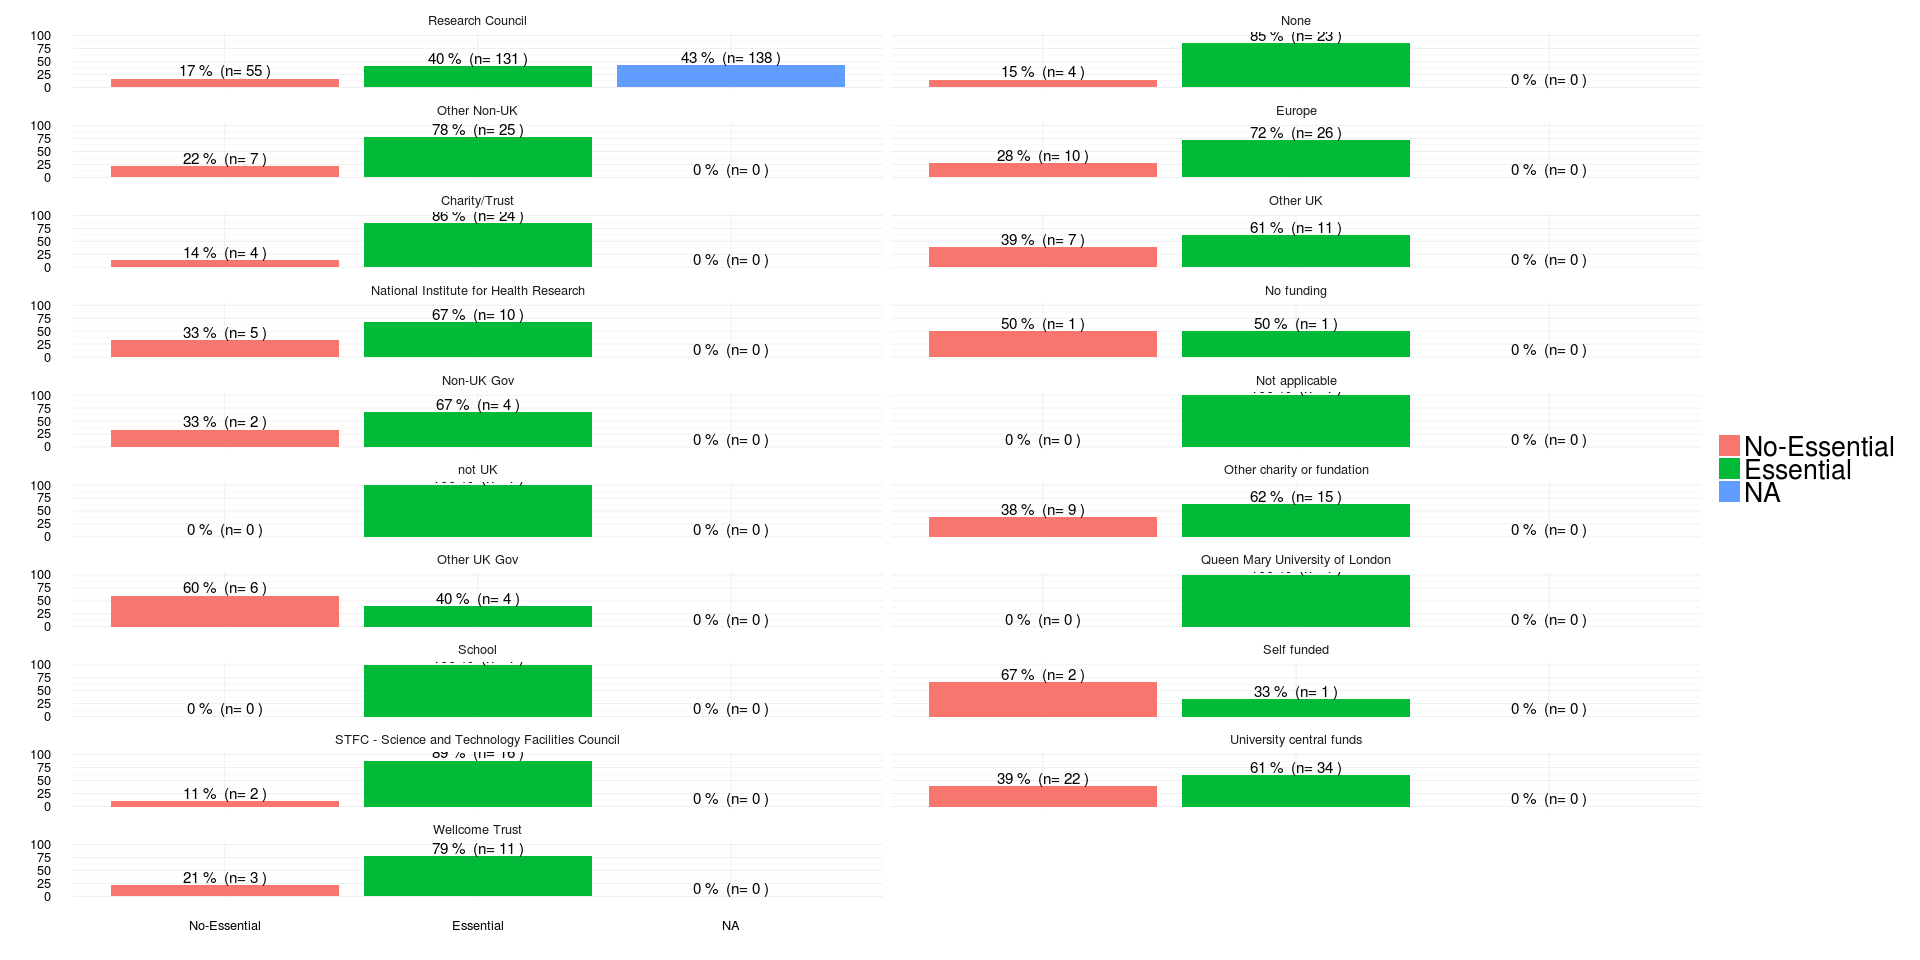 Research Council
None
100
75
50
25
0
17 % (n= 55 )
40 % (n= 131 )
43 % (n= 138 )
15 % (n= 4 )
85 % (n= 23 )
0 % (n= 0 )
Other Non-UK
Europe
100
75
50
25
0
22 % (n= 7 )
78 % (n= 25 )
0 % (n= 0 )
28 % (n= 10 )
72 % (n= 26 )
0 % (n= 0 )
Charity/Trust
Other UK
100
75
50
25
0
14 % (n= 4 )
86 % (n= 24 )
0 % (n= 0 )
39 % (n= 7 )
61 % (n= 11 )
0 % (n= 0 )
National Institute for Health Research
No funding
100
75
50
25
0
33 % (n= 5 )
67 % (n= 10 )
0 % (n= 0 )
50 % (n= 1 )
50 % (n= 1 )
0 % (n= 0 )
Non-UK Gov
Not applicable
100
75
50
25
0
33 % (n= 2 )
67 % (n= 4 )
0 % (n= 0 )
0 % (n= 0 )
0 % (n= 0 )
not UK
Other charity or fundation
100
75
50
25
0
0 % (n= 0 )
0 % (n= 0 )
38 % (n= 9 )
62 % (n= 15 )
0 % (n= 0 )
Other UK Gov
Queen Mary University of London
100
75
50
25
0
60 % (n= 6 )
40 % (n= 4 )
0 % (n= 0 )
0 % (n= 0 )
0 % (n= 0 )
School
Self funded
100
75
50
25
0
0 % (n= 0 )
0 % (n= 0 )
67 % (n= 2 )
33 % (n= 1 )
0 % (n= 0 )
STFC - Science and Technology Facilities Council
University central funds
100
75
50
25
0
11 % (n= 2 )
89 % (n= 16 )
0 % (n= 0 )
39 % (n= 22 )
61 % (n= 34 )
0 % (n= 0 )
Wellcome Trust
100
75
50
25
0
21 % (n= 3 )
79 % (n= 11 )
0 % (n= 0 )
No-Essential
Essential
NA
No-Essential
Essential
NA